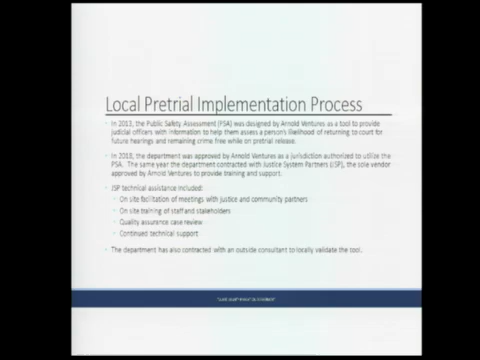 Local Pretrial Implementation Process
In 2013, the Public Safety Assessment (PSA) was designed by Arnold Ventures as a tool to provide
judicial officers with information to help them assess a person's likelihood of returning to court for
future hearings and remaining crime free while on pretrial release.
In 2018, the department was approved by Arnold Ventures as a jurisdiction authorized to utilize the
PSA. The same year the department contracted with Justice System Partners (JSP), the sole vendor
approved by Arnold Ventures to provide training and support.
JSP technical assistance included:
On site facilitation of meetings with justice and community partners
On site training of staff and stakeholders
Quality assurance case review
Continued technical support
The department has also contracted with an outside consultant to locally validate the tool.